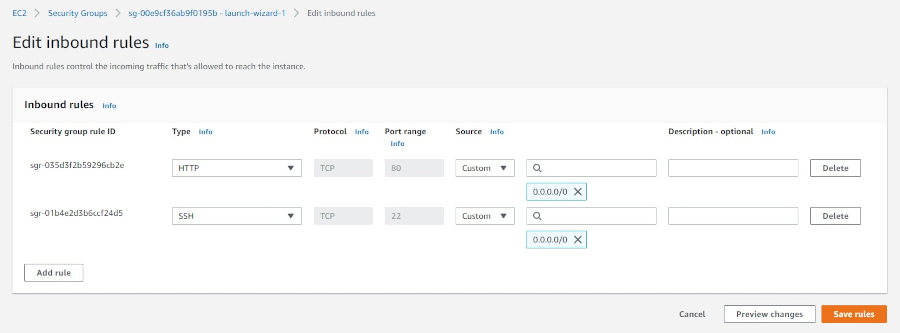 EC2 > Security Groups > sg-00e9cf36ab9f0195b - launch-wizard-1 > Edit inbound rules
Edit inbound rules Info
Inbound rules control the incoming traffic that's allowed to reach the instance.
Inbound rules Info
Security group rule ID Type Info Protocol Info Port range Info Source Info Description - optional Info
sgr-035d3f2b59296cb2e HTTP TCP 80 Custom Delete
0.0.0.0/0
sgr-01b4e2d3b6ccf24d5 SSH TCP 22 Custom Delete
0.0.0.0/0
Add rule
Cancel Preview changes Save rules